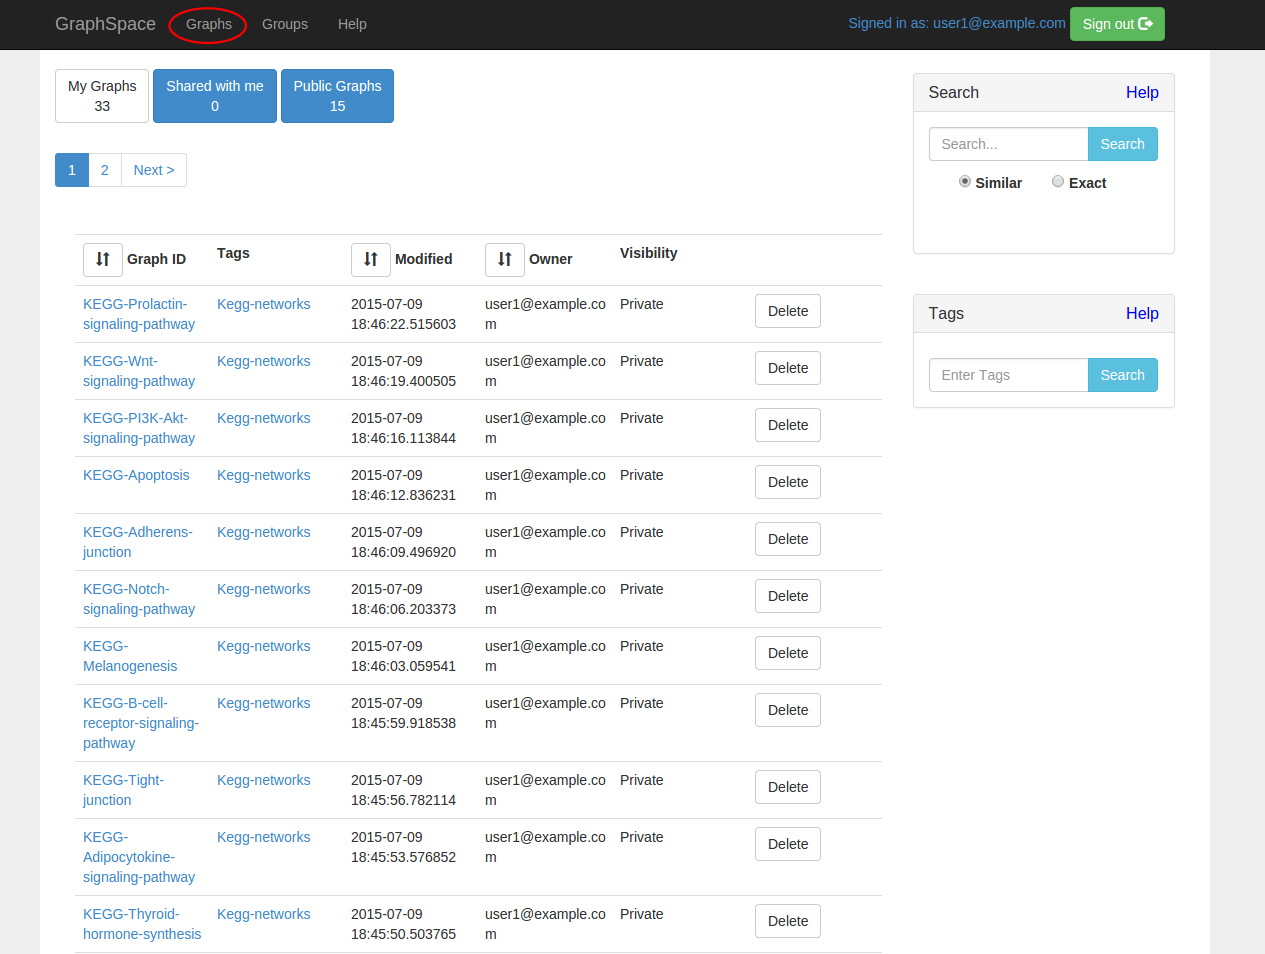 GraphSpace Graphs Groups Help Signed in as: user1@example.com Sign out
My Graphs
33
Shared with me
0
Public Graphs
15
1 2 Next >
Graph ID Tags Modified Owner Visibility
KEGG-Prolactin- Kegg-networks 2015-07-09 user1@example.co Private Delete
signaling-pathway 18:46:22.515603 m
KEGG-Wnt- Kegg-networks 2015-07-09 user1@example.co Private Delete
signaling-pathway 18:46:19.400505 m
KEGG-PI3K-Akt- Kegg-networks 2015-07-09 user1@example.co Private Delete
signaling-pathway 18:46:16.113844 m
KEGG-Apoptosis Kegg-networks 2015-07-09 user1@example.co Private Delete
18:46:12.836231 m
KEGG-Adherens- Kegg-networks 2015-07-09 user1@example.co Private Delete
junction 18:46:09.496920 m
KEGG-Notch- Kegg-networks 2015-07-09 user1@example.co Private Delete
signaling-pathway 18:46:06.203373 m
KEGG- Kegg-networks 2015-07-09 user1@example.co Private Delete
Melanogenesis 18:46:03.059541 m
KEGG-B-cell- Kegg-networks 2015-07-09 user1@example.co Private Delete
receptor-signaling- 18:45:59.918538 m
pathway
KEGG-Tight- Kegg-networks 2015-07-09 user1@example.co Private Delete
junction 18:45:56.782114 m
KEGG- Kegg-networks 2015-07-09 user1@example.co Private Delete
Adipocytokine- 18:45:53.576852 m
signaling-pathway
KEGG-Thyroid- Kegg-networks 2015-07-09 user1@example.co Private Delete
hormone-synthesis 18:45:50.503765 m
Search Help
Search... Search
Similar Exact
Tags Help
Enter Tags Search